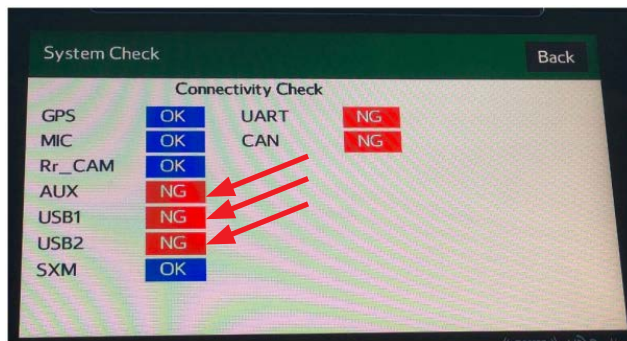 System Check Back
Connectivity Check
GPS OK UART NG
MIC OK CAN NG
Rr_CAM OK
AUX NG
USB1 NG
USB2 NG
SXM OK